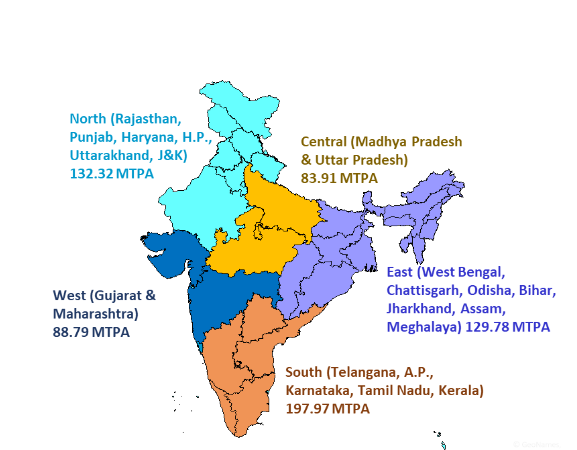 North (Rajasthan,
Punjab, Haryana, H.P.,
Uttarakhand, J&K)
132.32 MTPA
Central (Madhya Pradesh
& Uttar Pradesh)
83.91 MTPA
East (West Bengal,
Chattisgarh, Odisha, Bihar,
Jharkhand, Assam,
Meghalaya) 129.78 MTPA
West (Gujarat &
Maharashtra)
88.79 MTPA
South (Telangana, A.P.,
Karnataka, Tamil Nadu, Kerala)
197.97 MTPA